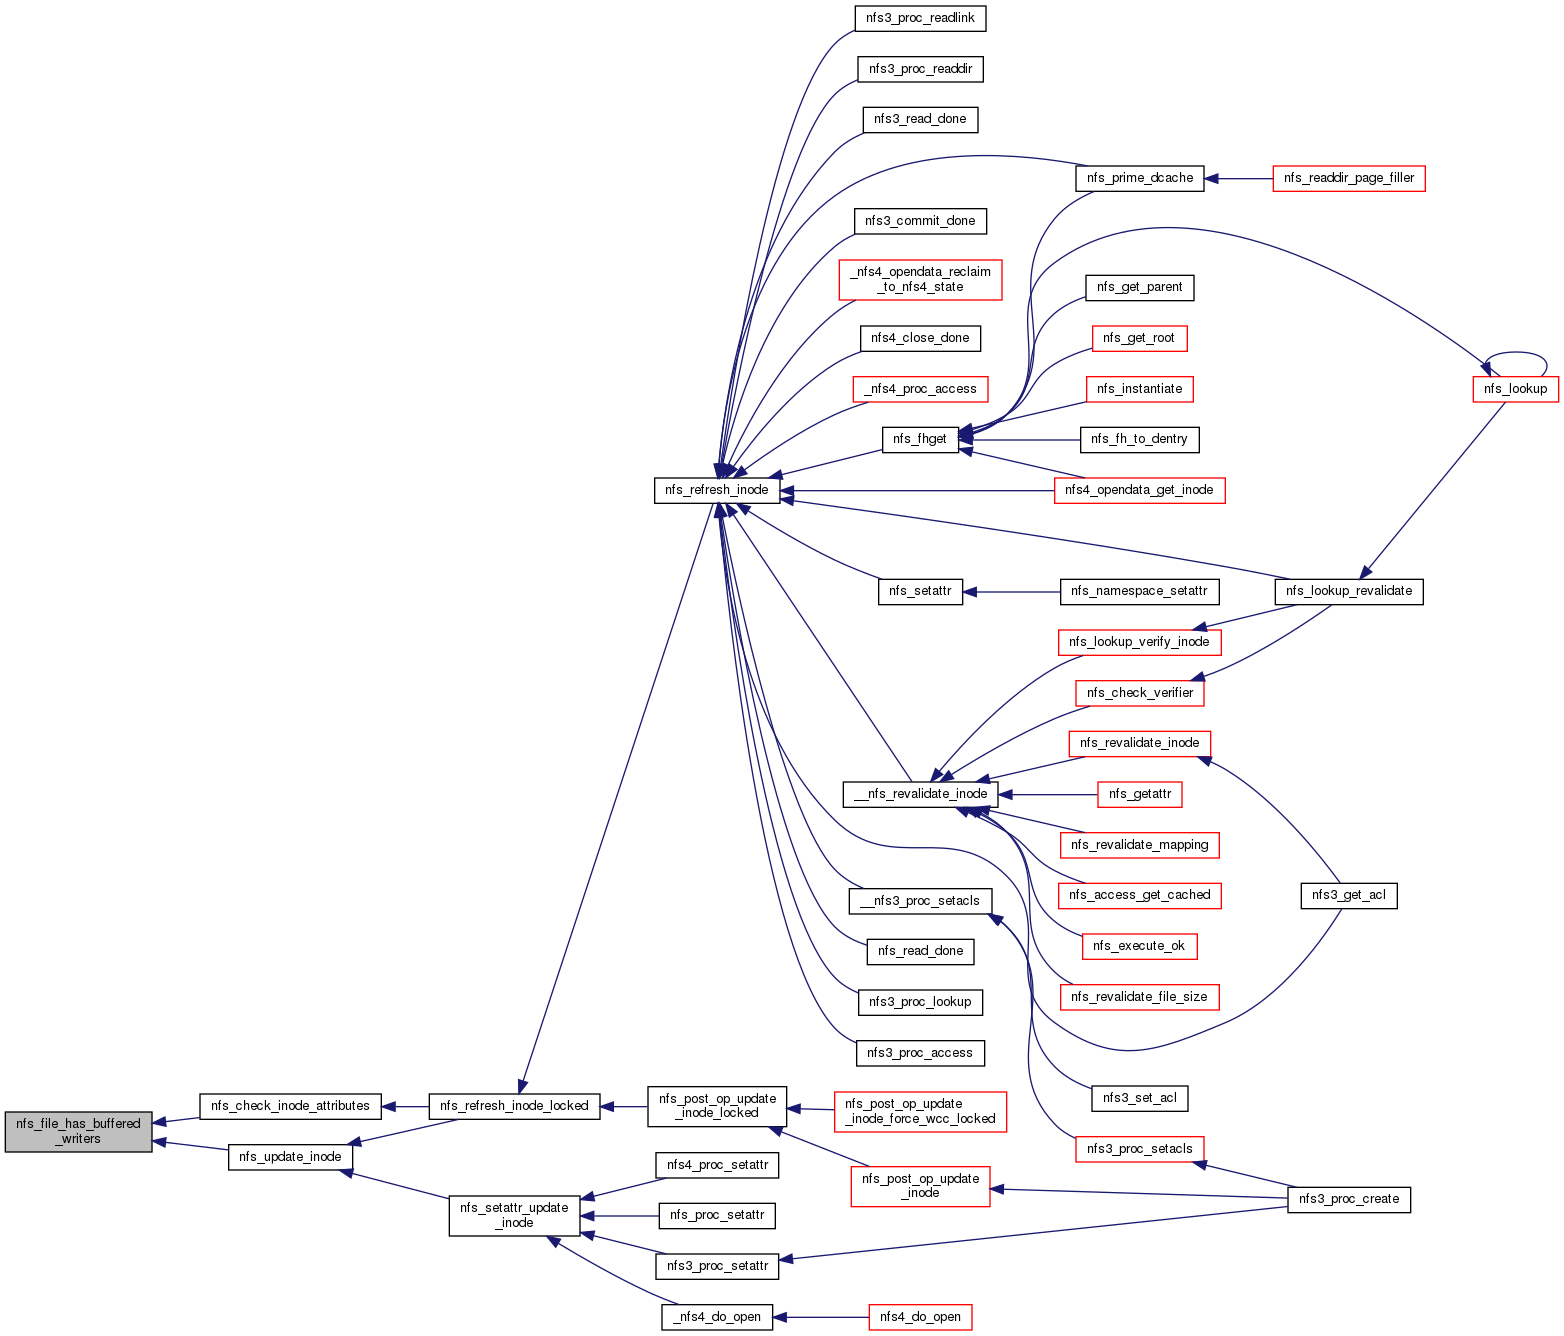 nfs3_proc_readlink
nfs3_proc_readdir
nfs3_read_done
nfs_prime_dcache
nfs_readdir_page_filler
nfs3_commit_done
_nfs4_opendata_reclaim
_to_nfs4_state
nfs_get_parent
nfs4_close_done
nfs_get_root
_nfs4_proc_access
nfs_instantiate
nfs_lookup
nfs_fhget
nfs_fh_to_dentry
nfs_refresh_inode
nfs4_opendata_get_inode
nfs_setattr
nfs_namespace_setattr
nfs_lookup_revalidate
nfs_lookup_verify_inode
nfs_check_verifier
nfs_revalidate_inode
__nfs_revalidate_inode
nfs_getattr
nfs_revalidate_mapping
__nfs3_proc_setacls
nfs_access_get_cached
nfs3_get_acl
nfs_read_done
nfs_execute_ok
nfs3_proc_lookup
nfs_revalidate_file_size
nfs3_proc_access
nfs_check_inode_attributes
nfs_refresh_inode_locked
nfs_post_op_update
_inode_locked
nfs_post_op_update
_inode_force_wcc_locked
nfs3_set_acl
nfs_file_has_buffered
_writers
nfs_update_inode
nfs4_proc_setattr
nfs3_proc_setacls
nfs_post_op_update
_inode
nfs3_proc_create
nfs_setattr_update
_inode
nfs_proc_setattr
nfs3_proc_setattr
_nfs4_do_open
nfs4_do_open